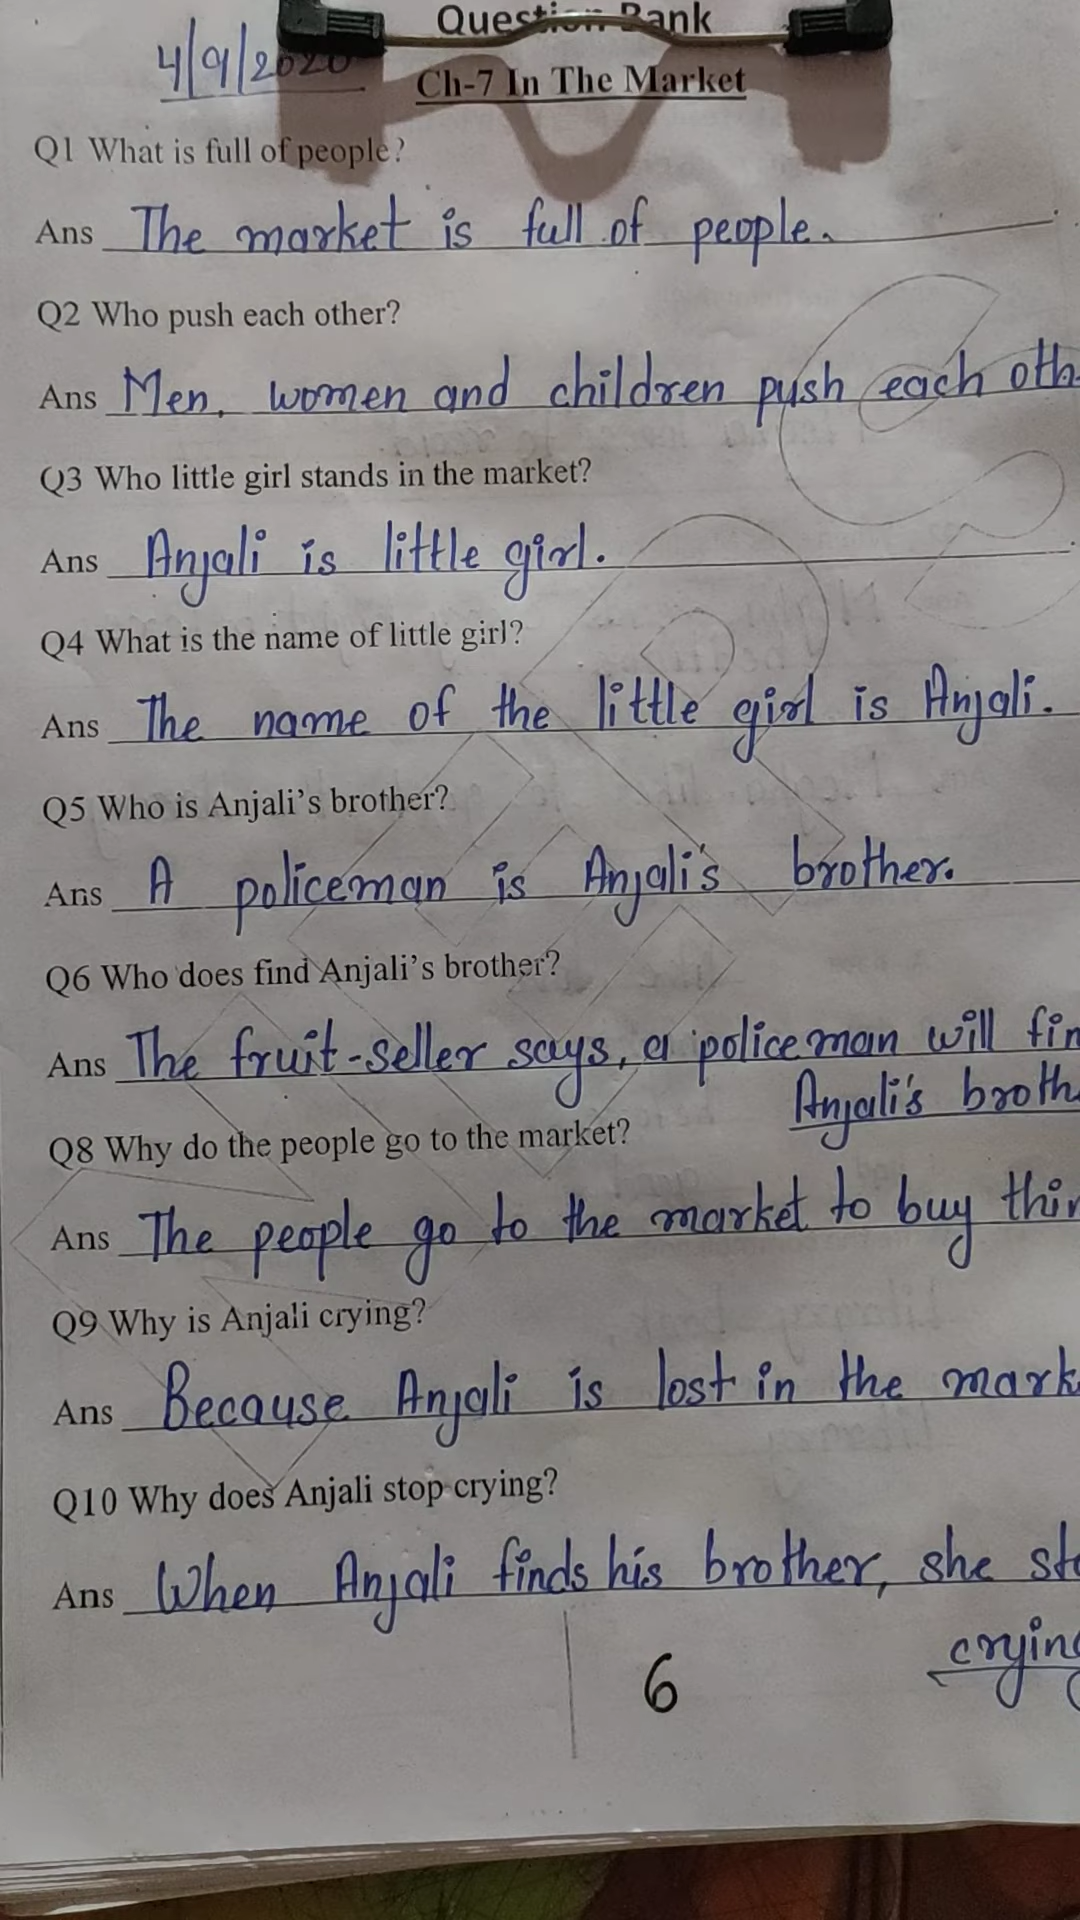 Question Bank
4/9/2020
Ch-7 In The Market
Q1 What is full of people?
Ans The market is full of people.
Q2 Who push each other?
Ans Men, women and children push each oth
Q3 Who little girl stands in the market?
Ans Anjali is little girl.
Q4 What is the name of little girl?
Ans The name of the little girl is Anjali.
Q5 Who is Anjali's brother?
Ans A policeman is Anjali's brother.
Q6 Who does find Anjali's brother?
Ans The fruit-seller says, a policeman will fin
Anjali's broth
Q8 Why do the people go to the market?
Ans The people go to the market to buy thin
Q9 Why is Anjali crying?
Ans Because Anjali is lost in the mark
Q10 Why does Anjali stop crying?
Ans When Anjali finds his brother, she sto
crying
6